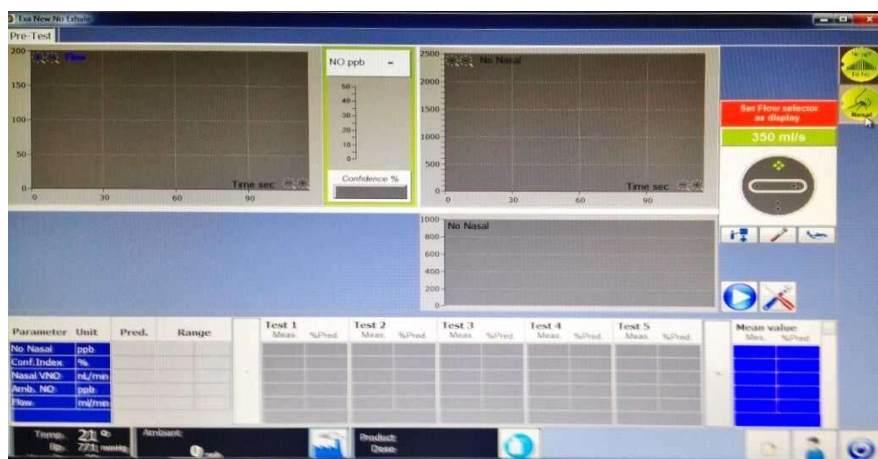 Exa New No Exhale
Pre-Test
200
150
100
50
0
Flow
Time sec
0 30 60 90
NO ppb -
50
40
30
20
10
0
Confidence %
2500
1500
1000
500
0
No Nasal
Time sec
0 30 60 90
1000
800
600
400
200
0
No Nasal
Set Flow selector
as display
350 ml/s
Nasal
Parameter Unit Pred. Range
Test 1 Test 2 Test 3 Test 4 Test 5 Mean value
Meas. %Pred. Meas. %Pred. Meas. %Pred. Meas. %Pred. Meas. %Pred. Mes. %Pred.
No Nasal ppb
Conf.Index %
Nasal VNO nL/min
Amb. NO ppb
Flow ml/min
Temp. 21
Bp. 771 mmHg
Ambient:
0
Product:
Dose: